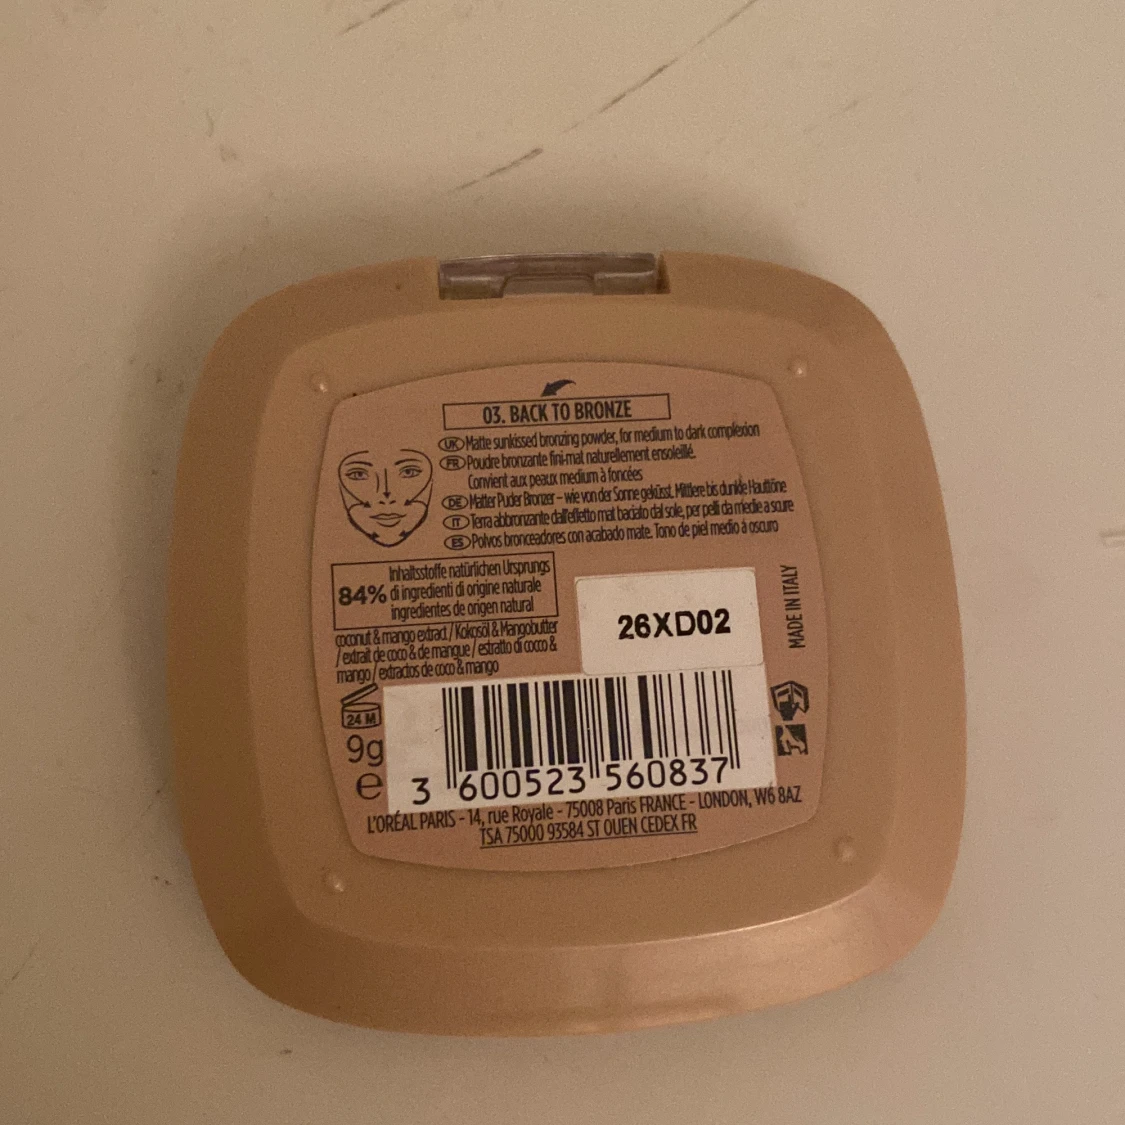 03. BACK TO BRONZE
UK Matte sunkissed bronzing powder, for medium to dark complexion
FR Poudre bronzante fini-mat naturellement ensoleillé.
Convient aux peaux medium à foncées
DE Matter Puder Bronzer – wie von der Sonne geküsst. Mittlere bis dunkle Hauttöne
IT Terra abbronzante dall'effetto mat baciato dal sole, per pelli da medie a scure
ES Polvos bronceadores con acabado mate. Tono de piel medio á oscuro
84%
Inhaltsstoffe natürlichen Ursprungs
di ingredienti di origine naturale
ingredientes de origen natural
coconut & mango extract / Kokosöl & Mangobutter
/ extrait de coco & de mangue / estratto di cocco &
mango / extractos de coco & mango
26XD02
MADE IN ITALY
24 M
9g
e
3 600523 560837
L'ORÉAL PARIS - 14, rue Royale - 75008 Paris FRANCE - LONDON, W6 8AZ
TSA 75000 93584 ST OUEN CEDEX FR